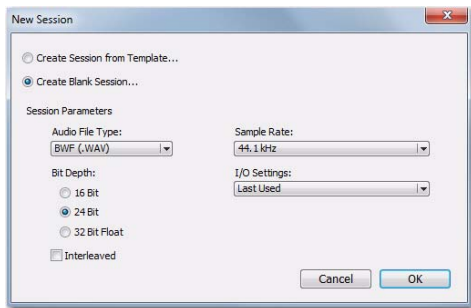 New Session
Create Session from Template...
Create Blank Session...
Session Parameters
Audio File Type:
BWF (.WAV)
Sample Rate:
44.1 kHz
Bit Depth:
16 Bit
24 Bit
32 Bit Float
I/O Settings:
Last Used
Interleaved
Cancel
OK